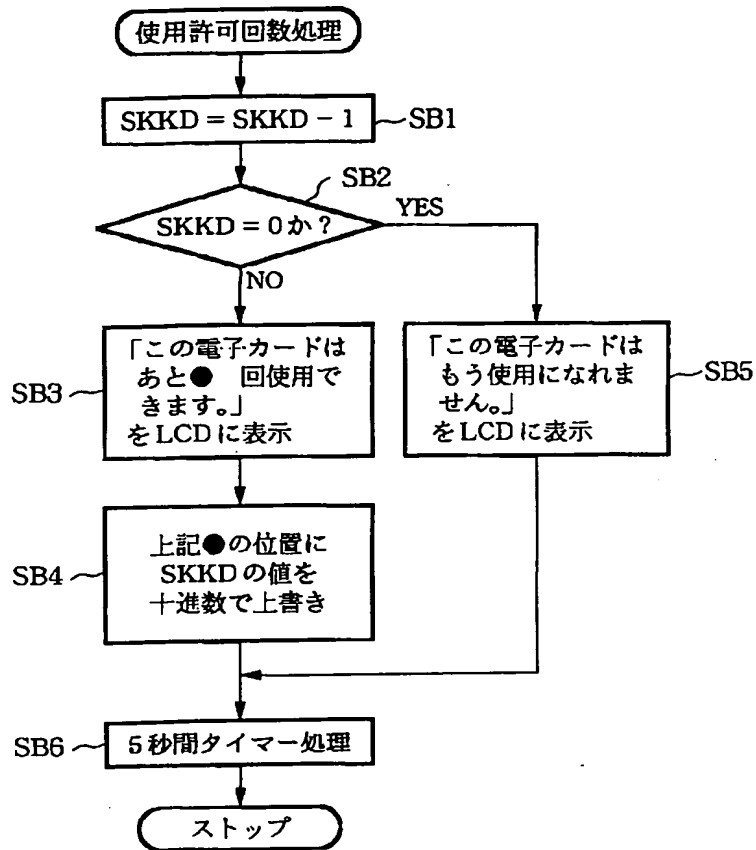 使用許可回数処理
SKKD = SKKD − 1
SB1
SB2
SKKD = 0か?
YES
NO
「この電子カードは
あと● 回使用で
きます。」
をLCDに表示
SB3
「この電子カードは
もう使用になれま
せん。」
をLCDに表示
SB5
上記●の位置に
SKKDの値を
十進数で上書き
SB4
SB6
5秒間タイマー処理
ストップ